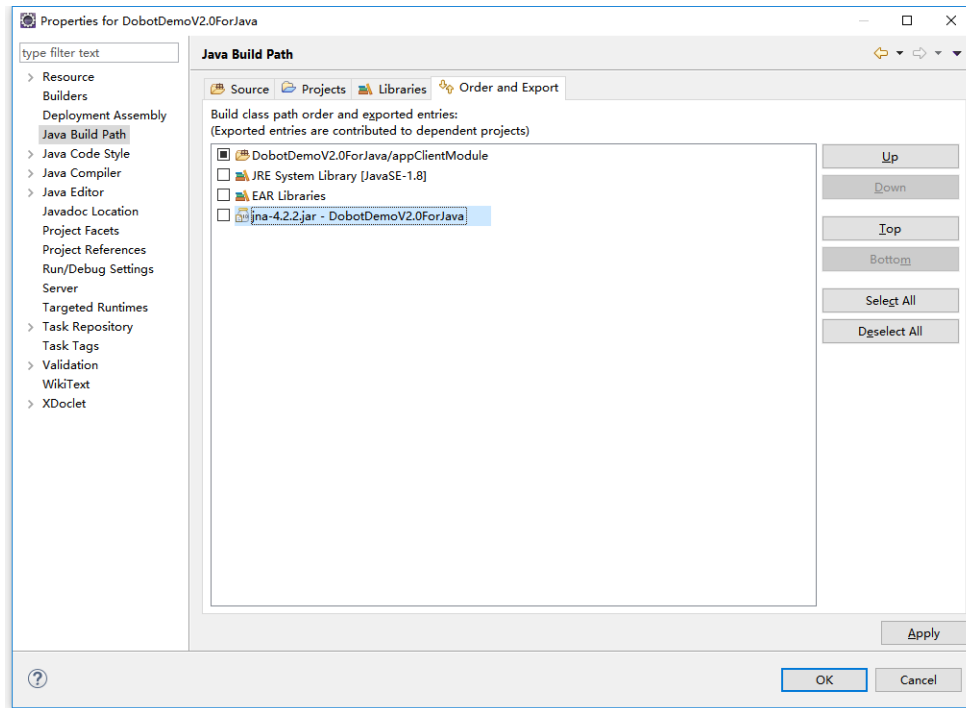 Properties for DobotDemoV2.0ForJava
type filter text
Resource
Builders
Deployment Assembly
Java Build Path
Java Code Style
Java Compiler
Java Editor
Javadoc Location
Project Facets
Project References
Run/Debug Settings
Server
Targeted Runtimes
Task Repository
Task Tags
Validation
WikiText
XDoclet
Java Build Path
Source Projects Libraries Order and Export
Build class path order and exported entries:
(Exported entries are contributed to dependent projects)
DobotDemoV2.0ForJava/appClientModule
JRE System Library [JavaSE-1.8]
EAR Libraries
jna-4.2.2.jar - DobotDemoV2.0ForJava
Up
Down
Top
Bottom
Select All
Deselect All
Apply
OK Cancel